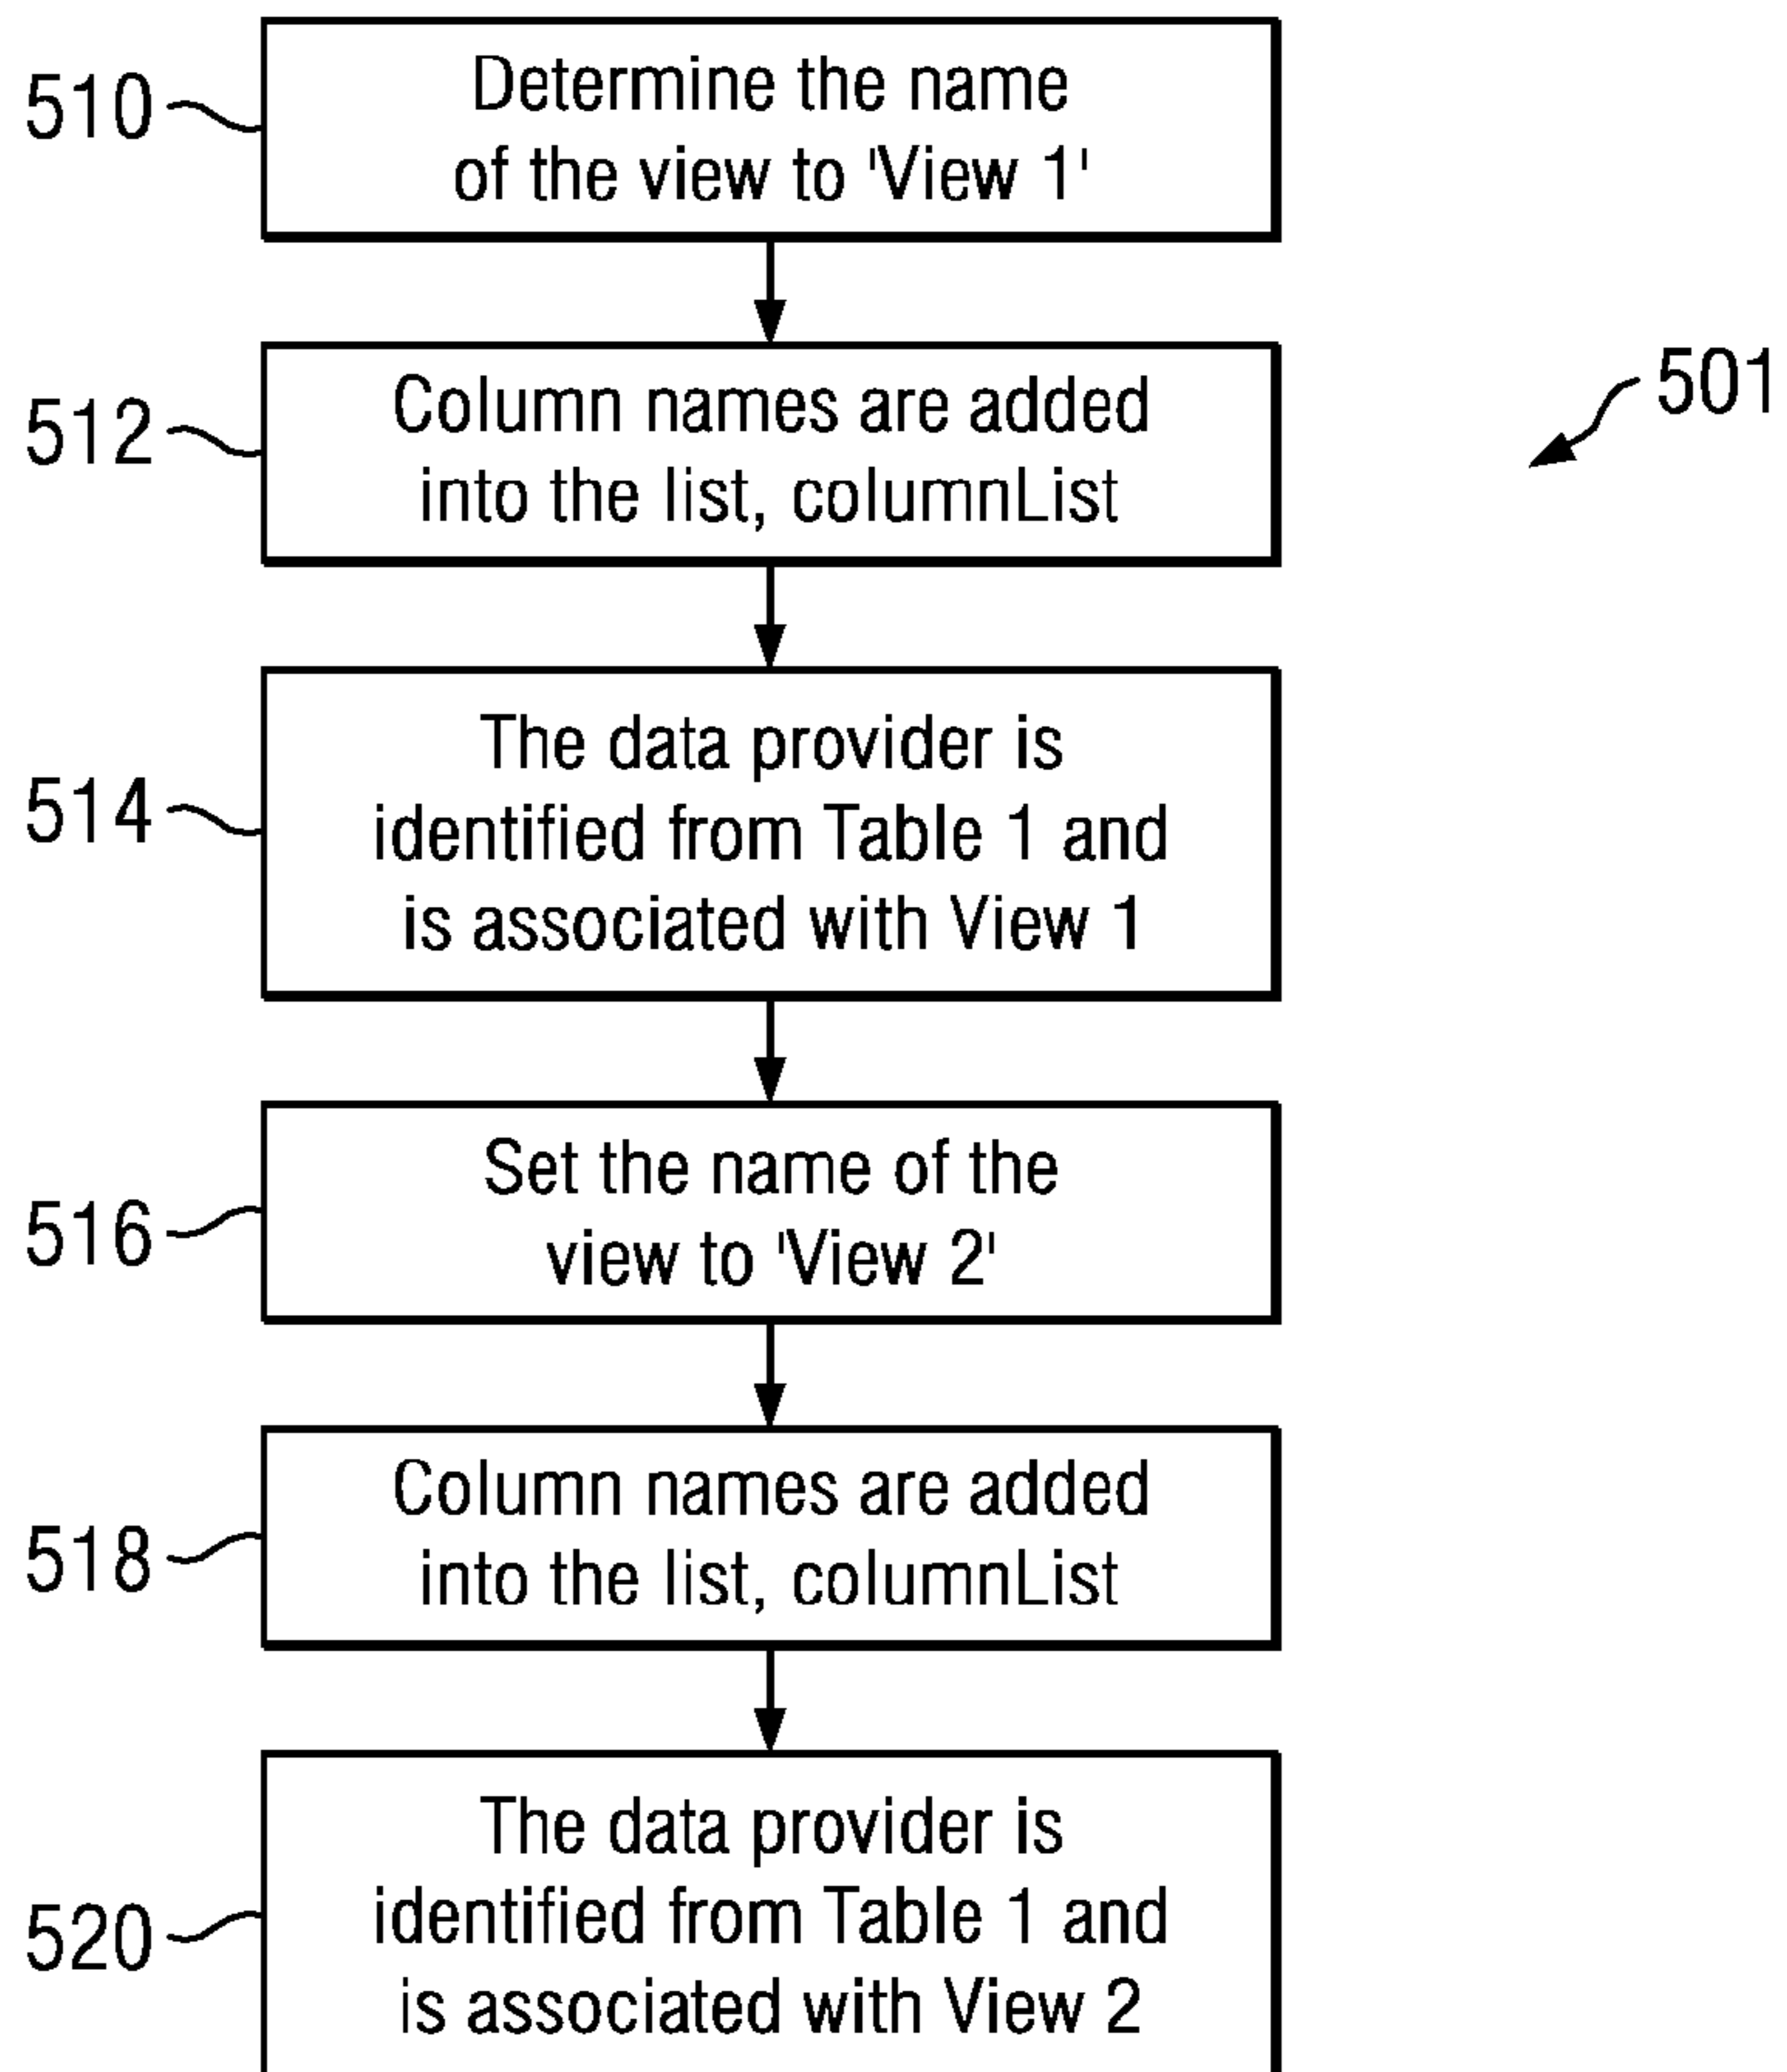 510
Determine the name
of the view to 'View 1'
512
Column names are added
into the list, columnList
501
514
The data provider is
identified from Table 1 and
is associated with View 1
516
Set the name of the
view to 'View 2'
518
Column names are added
into the list, columnList
520
The data provider is
identified from Table 1 and
is associated with View 2